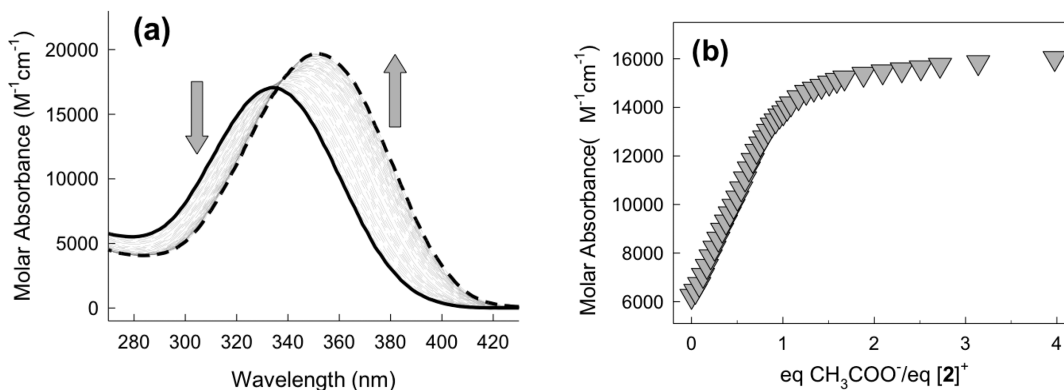 (a)
Molar Absorbance (M⁻¹cm⁻¹)
20000
15000
10000
5000
0
280 300 320 340 360 380 400 420
Wavelength (nm)
(b)
Molar Absorbance( M⁻¹cm⁻¹)
16000
14000
12000
10000
8000
6000
0 1 2 3 4
eq CH₃COO⁻/eq [2]⁺